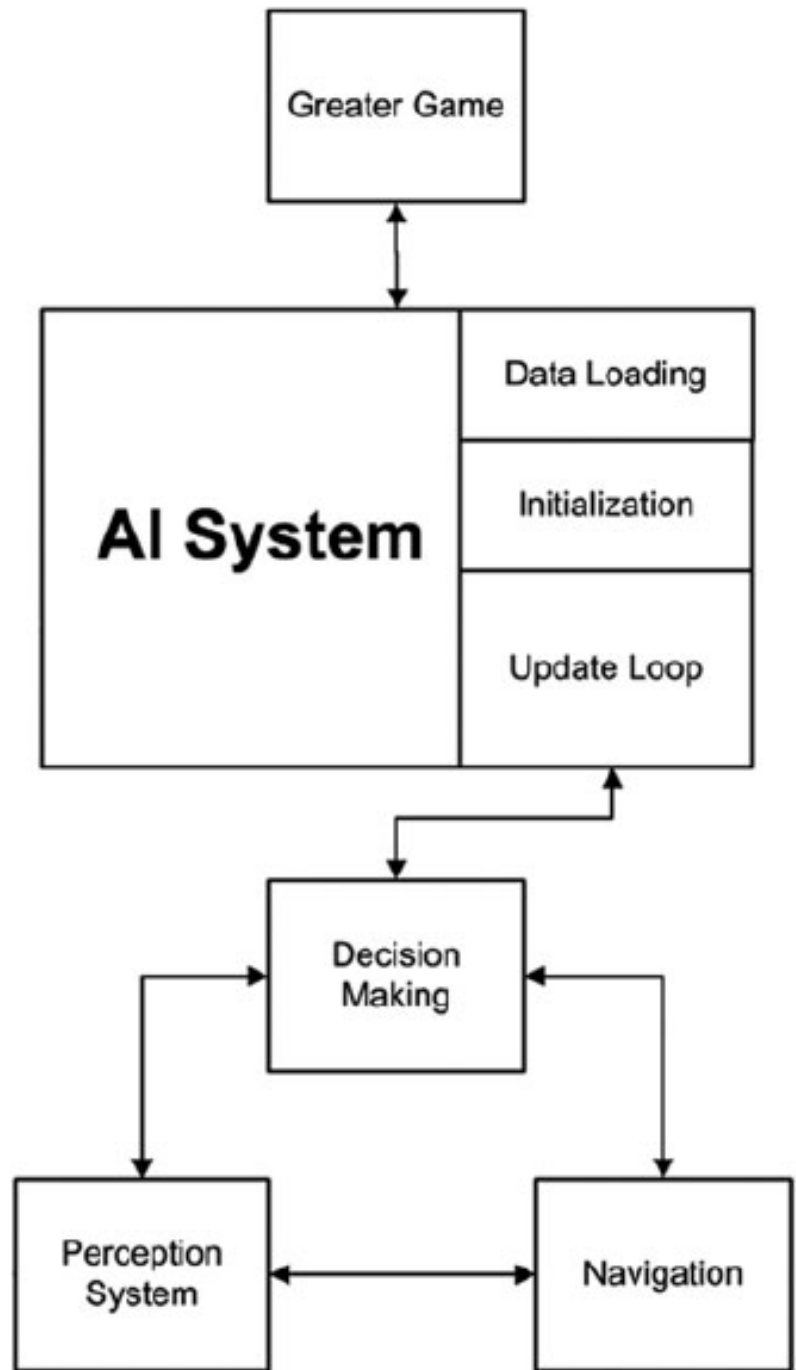 Greater Game
AI System
Data Loading
Initialization
Update Loop
Decision
Making
Perception
System
Navigation